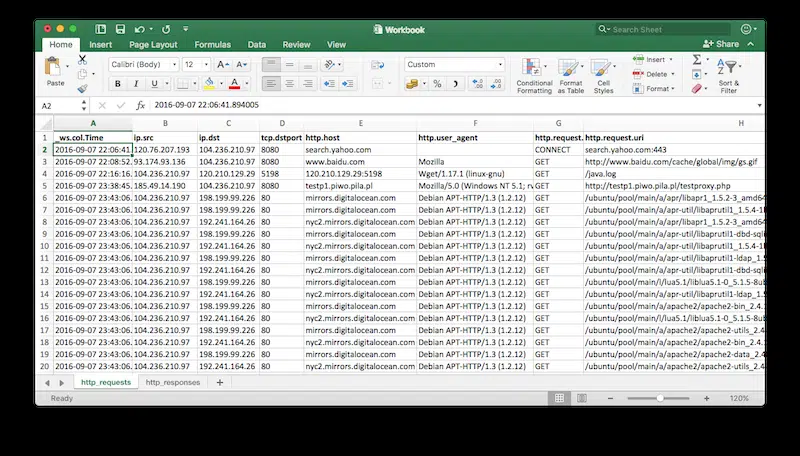 Workbook
Search Sheet
Home Insert Page Layout Formulas Data Review View
Share
Paste
Calibri (Body) 12 A A
B I U A
Custom
Conditional Formatting
Format as Table
Cell Styles
Insert
Delete
Format
Sort & Filter
A2 fx 2016-09-07 22:06:41.894005
A B C D E F G H
1 _ws.col.Time ip.src ip.dst tcp.dstport http.host http.user_agent http.request. http.request.uri
2 2016-09-07 22:06:41. 120.76.207.193 104.236.210.97 8080 search.yahoo.com CONNECT search.yahoo.com:443
3 2016-09-07 22:08:52. 93.174.93.136 104.236.210.97 8080 www.baidu.com Mozilla GET http://www.baidu.com/cache/global/img/gs.gif
4 2016-09-07 22:16:16. 104.236.210.97 120.210.129.29 5198 120.210.129.29:5198 Wget/1.17.1 (linux-gnu) GET /java.log
5 2016-09-07 23:38:45. 185.49.14.190 104.236.210.97 8080 testp1.piwo.pila.pl Mozilla/5.0 (Windows NT 5.1; rv GET http://testp1.piwo.pila.pl/testproxy.php
6 2016-09-07 23:43:06. 104.236.210.97 198.199.99.226 80 mirrors.digitalocean.com Debian APT-HTTP/1.3 (1.2.12) GET /ubuntu/pool/main/a/apr/libapr1_1.5.2-3_amd64
7 2016-09-07 23:43:06. 104.236.210.97 198.199.99.226 80 mirrors.digitalocean.com Debian APT-HTTP/1.3 (1.2.12) GET /ubuntu/pool/main/a/apr-util/libaprutil1_1.5.4-1
8 2016-09-07 23:43:06. 104.236.210.97 192.241.164.26 80 nyc2.mirrors.digitalocean.com Debian APT-HTTP/1.3 (1.2.12) GET /ubuntu/pool/main/a/apr/libapr1_1.5.2-3_amd64
9 2016-09-07 23:43:06. 104.236.210.97 198.199.99.226 80 mirrors.digitalocean.com Debian APT-HTTP/1.3 (1.2.12) GET /ubuntu/pool/main/a/apr-util/libaprutil1-dbd-sqli
10 2016-09-07 23:43:06. 104.236.210.97 192.241.164.26 80 nyc2.mirrors.digitalocean.com Debian APT-HTTP/1.3 (1.2.12) GET /ubuntu/pool/main/a/apr-util/libaprutil1_1.5.4-1
11 2016-09-07 23:43:06. 104.236.210.97 198.199.99.226 80 mirrors.digitalocean.com Debian APT-HTTP/1.3 (1.2.12) GET /ubuntu/pool/main/a/apr-util/libaprutil1-ldap_1.5
12 2016-09-07 23:43:06. 104.236.210.97 192.241.164.26 80 nyc2.mirrors.digitalocean.com Debian APT-HTTP/1.3 (1.2.12) GET /ubuntu/pool/main/a/apr-util/libaprutil1-dbd-sqli
13 2016-09-07 23:43:06. 104.236.210.97 198.199.99.226 80 mirrors.digitalocean.com Debian APT-HTTP/1.3 (1.2.12) GET /ubuntu/pool/main/l/lua5.1/liblua5.1-0_5.1.5-8ub
14 2016-09-07 23:43:06. 104.236.210.97 192.241.164.26 80 nyc2.mirrors.digitalocean.com Debian APT-HTTP/1.3 (1.2.12) GET /ubuntu/pool/main/a/apr-util/libaprutil1-ldap_1.5
15 2016-09-07 23:43:06. 104.236.210.97 198.199.99.226 80 mirrors.digitalocean.com Debian APT-HTTP/1.3 (1.2.12) GET /ubuntu/pool/main/a/apache2/apache2-bin_2.4.
16 2016-09-07 23:43:06. 104.236.210.97 192.241.164.26 80 nyc2.mirrors.digitalocean.com Debian APT-HTTP/1.3 (1.2.12) GET /ubuntu/pool/main/l/lua5.1/liblua5.1-0_5.1.5-8ub
17 2016-09-07 23:43:06. 104.236.210.97 198.199.99.226 80 mirrors.digitalocean.com Debian APT-HTTP/1.3 (1.2.12) GET /ubuntu/pool/main/a/apache2/apache2-utils_2.4
18 2016-09-07 23:43:06. 104.236.210.97 192.241.164.26 80 nyc2.mirrors.digitalocean.com Debian APT-HTTP/1.3 (1.2.12) GET /ubuntu/pool/main/a/apache2/apache2-bin_2.4.1
19 2016-09-07 23:43:06. 104.236.210.97 198.199.99.226 80 mirrors.digitalocean.com Debian APT-HTTP/1.3 (1.2.12) GET /ubuntu/pool/main/a/apache2/apache2-data_2.4
20 2016-09-07 23:43:06. 104.236.210.97 192.241.164.26 80 nyc2.mirrors.digitalocean.com Debian APT-HTTP/1.3 (1.2.12) GET /ubuntu/pool/main/a/apache2/apache2-utils_2.4
http_requests http_responses +
Ready 120%